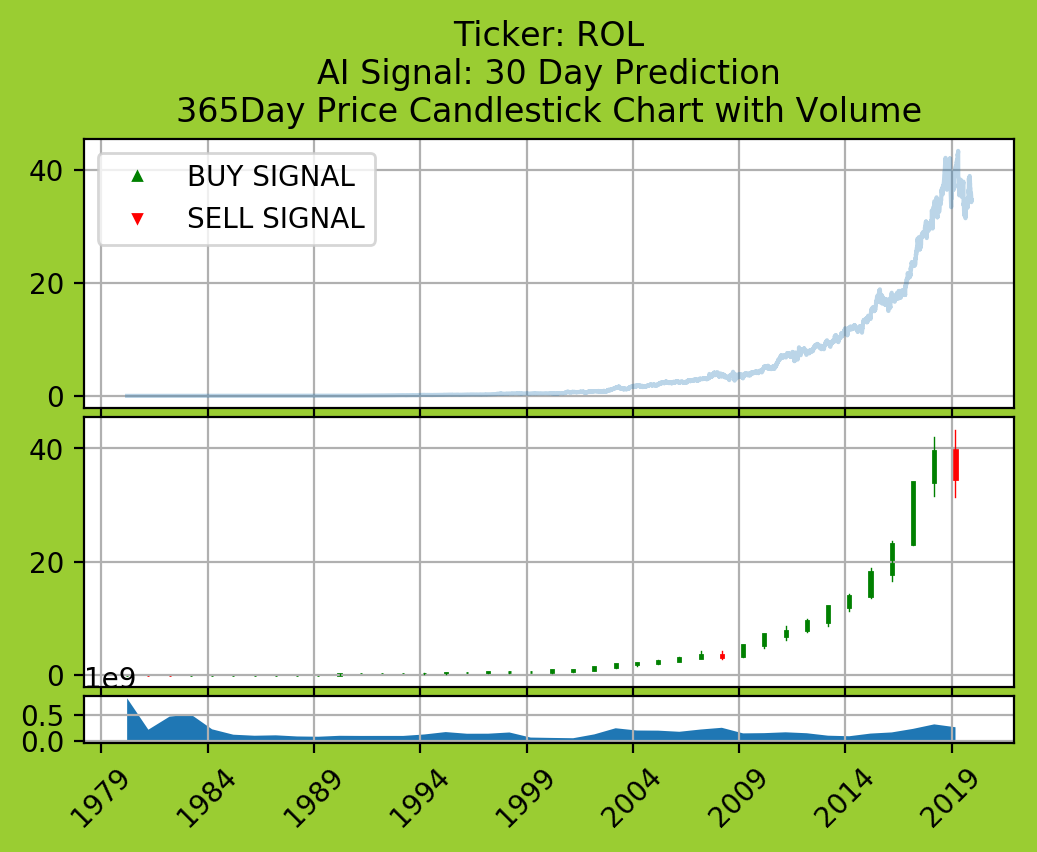 Ticker: ROL
AI Signal: 30 Day Prediction
365Day Price Candlestick Chart with Volume
BUY SIGNAL
SELL SIGNAL
40
20
0
40
20
0
1e9
0.5
0.0
1979 1984 1989 1994 1999 2004 2009 2014 2019